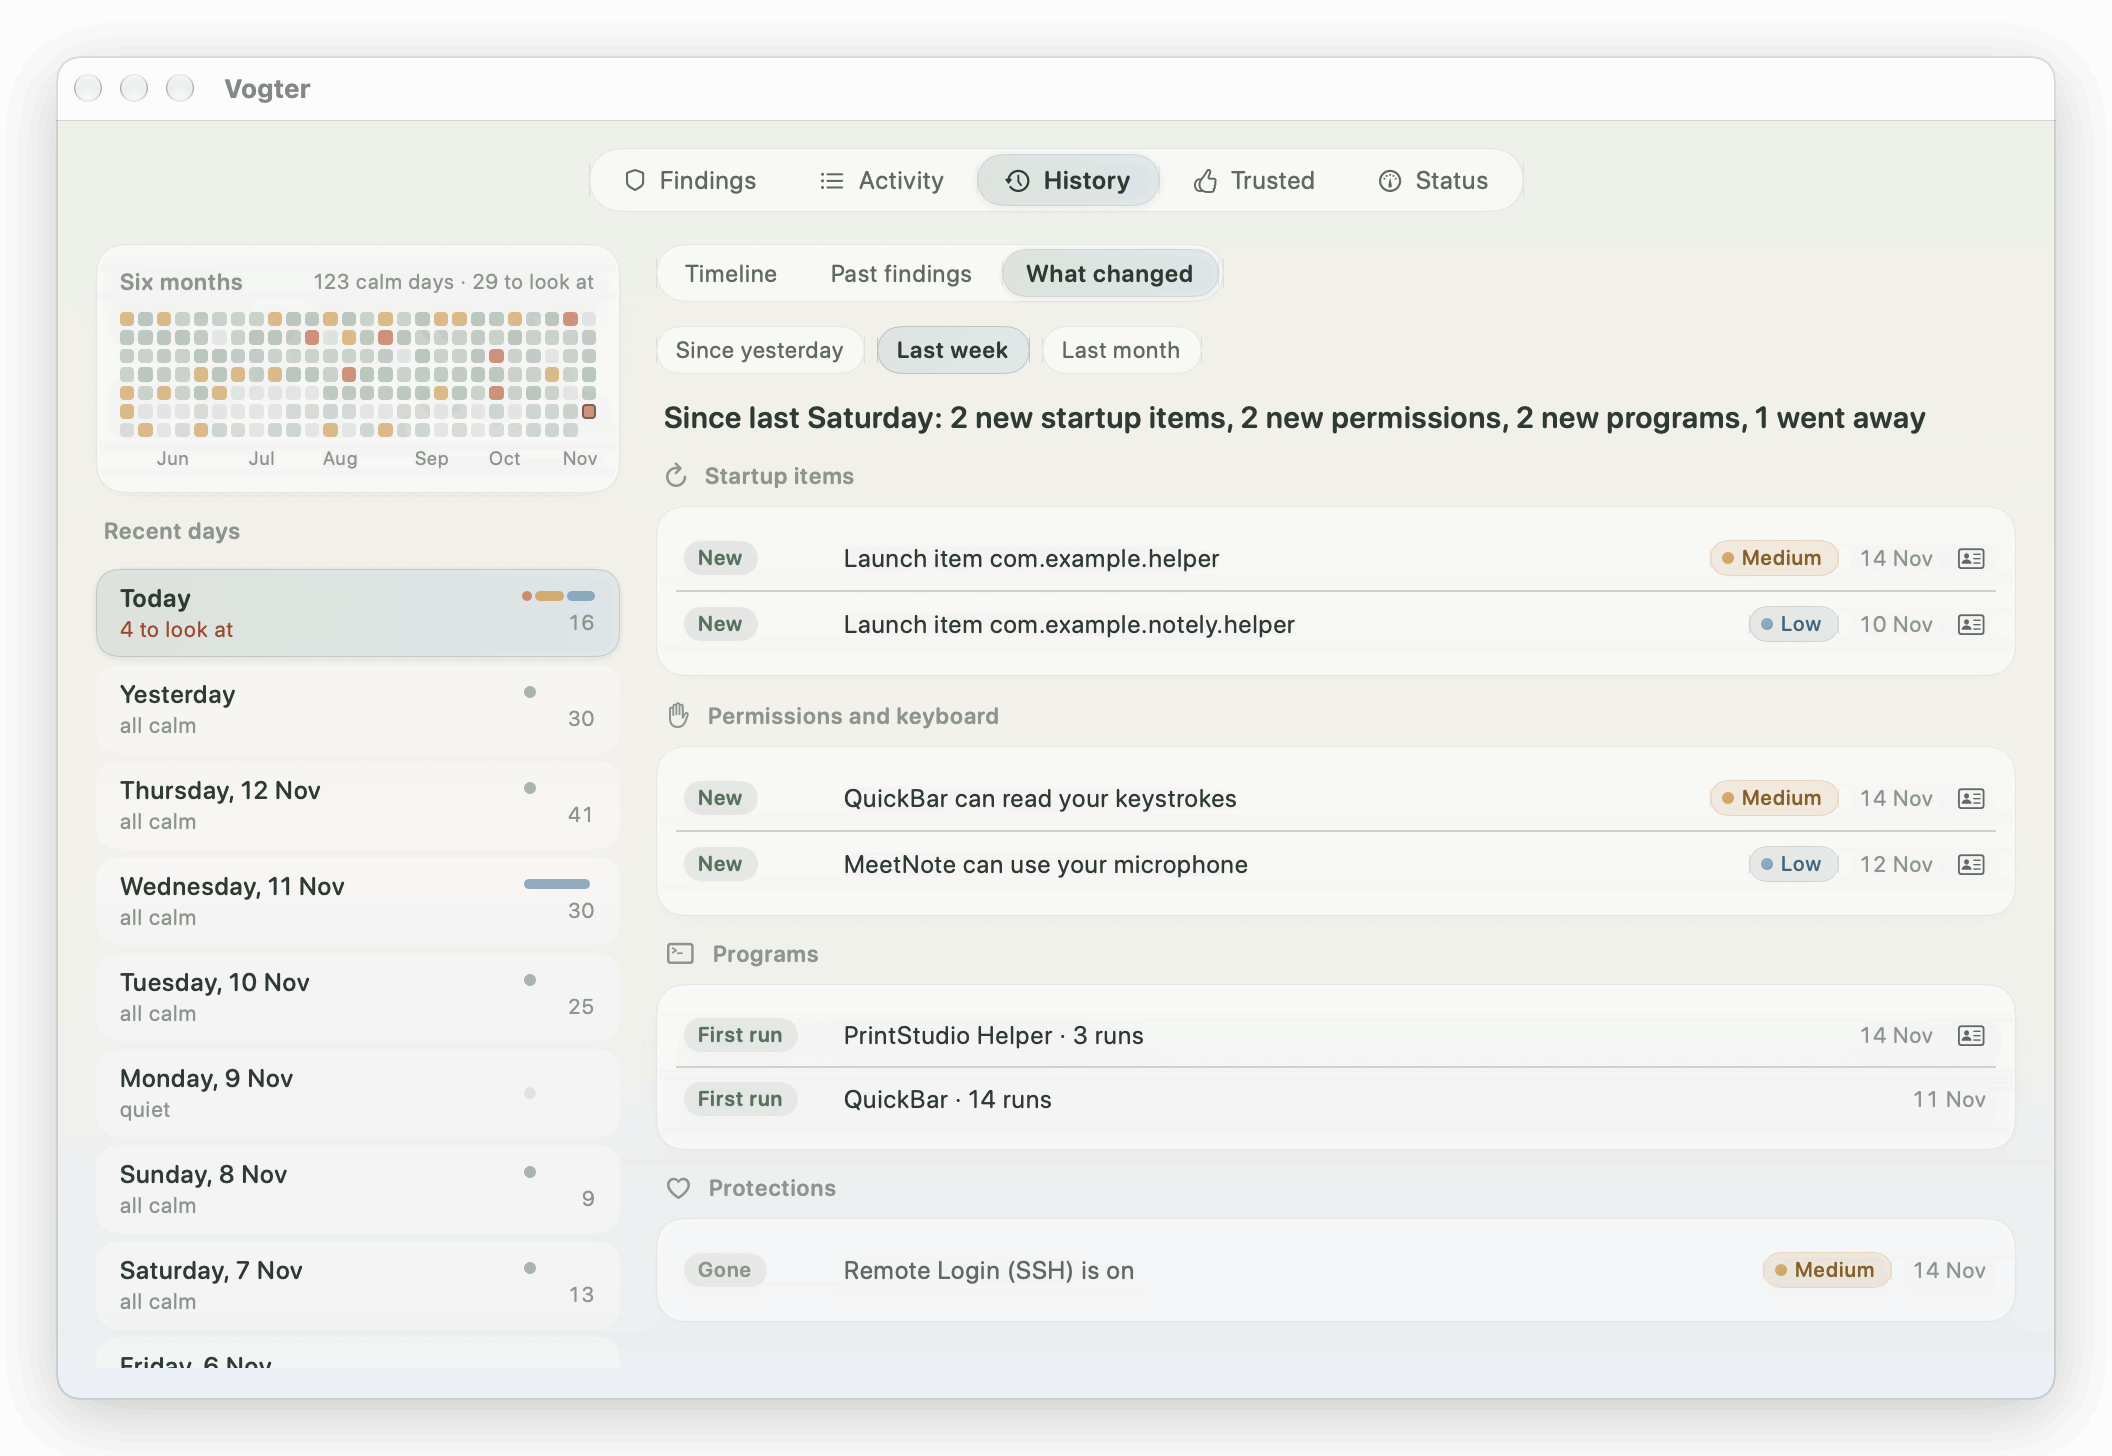 Vogter
Findings
Activity
History
Trusted
Status
Six months
123 calm days · 29 to look at
Jun
Jul
Aug
Sep
Oct
Nov
Recent days
Today
4 to look at
16
Yesterday
all calm
30
Thursday, 12 Nov
all calm
41
Wednesday, 11 Nov
all calm
30
Tuesday, 10 Nov
all calm
25
Monday, 9 Nov
quiet
Sunday, 8 Nov
all calm
9
Saturday, 7 Nov
all calm
13
Friday, 6 Nov
Timeline
Past findings
What changed
Since yesterday
Last week
Last month
Since last Saturday: 2 new startup items, 2 new permissions, 2 new programs, 1 went away
Startup items
New Launch item com.example.helper Medium 14 Nov
New Launch item com.example.notely.helper Low 10 Nov
Permissions and keyboard
New QuickBar can read your keystrokes Medium 14 Nov
New MeetNote can use your microphone Low 12 Nov
Programs
First run PrintStudio Helper · 3 runs 14 Nov
First run QuickBar · 14 runs 11 Nov
Protections
Gone Remote Login (SSH) is on Medium 14 Nov